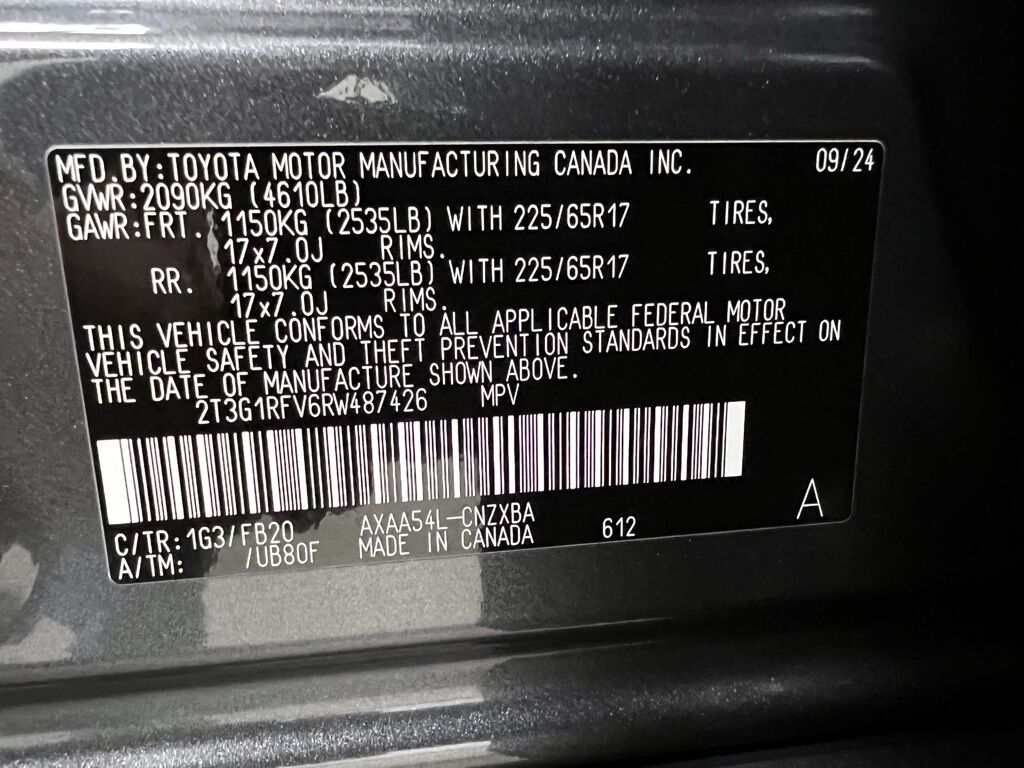 MFD.BY:TOYOTA MOTOR MANUFACTURING CANADA INC. 09/24
GVWR:2090KG (4610LB)
GAWR:FRT. 1150KG (2535LB) WITH 225/65R17 TIRES,
17x7.0J RIMS.
RR. 1150KG (2535LB) WITH 225/65R17 TIRES,
17x7.0J RIMS.
THIS VEHICLE CONFORMS TO ALL APPLICABLE FEDERAL MOTOR
VEHICLE SAFETY AND THEFT PREVENTION STANDARDS IN EFFECT ON
THE DATE OF MANUFACTURE SHOWN ABOVE.
2T3G1RFV6RW487426 MPV
C/TR:1G3/FB20 AXAA54L-CNZXBA 612 A
A/TM: /UB80F MADE IN CANADA